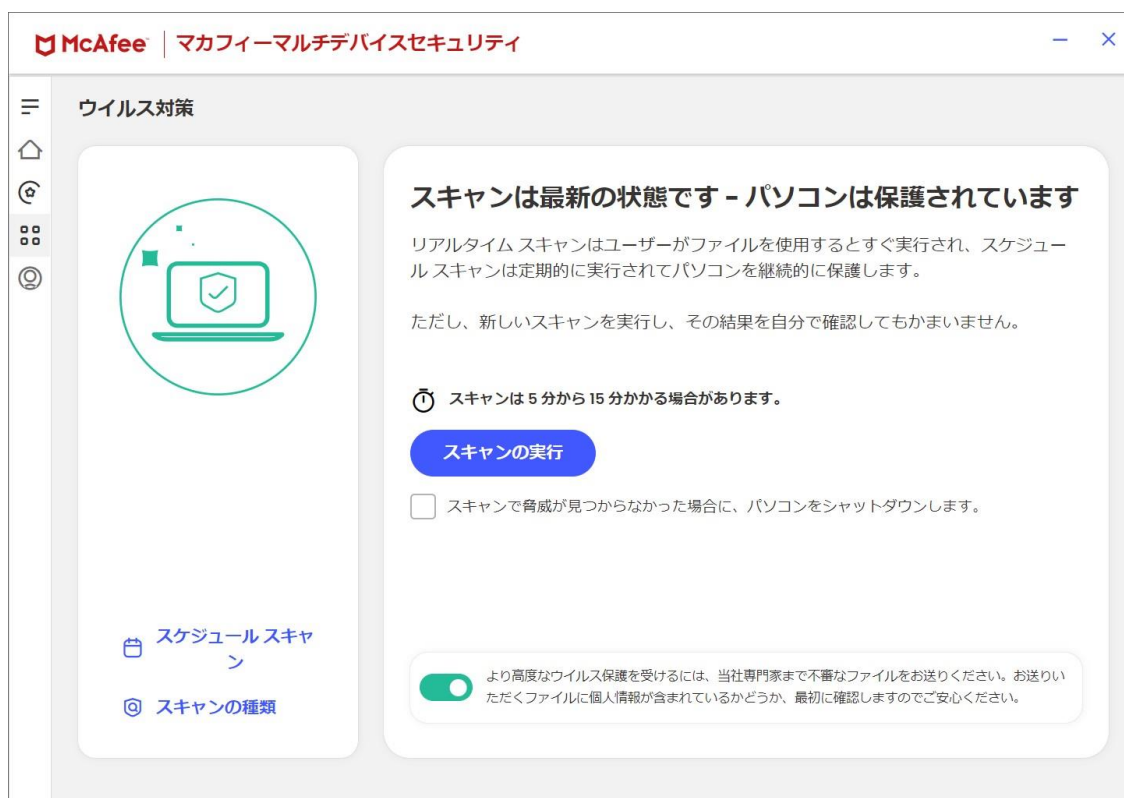 McAfee
マカフィーマルチデバイスセキュリティ
ウイルス対策
スキャンは最新の状態です - パソコンは保護されています
リアルタイム スキャンはユーザーがファイルを使用するとすぐ実行され、スケジュー
ル スキャンは定期的に実行されてパソコンを継続的に保護します。
ただし、新しいスキャンを実行し、その結果を自分で確認してもかまいません。
スキャンは 5 分から 15 分かかる場合があります。
スキャンの実行
スキャンで脅威が見つからなかった場合に、パソコンをシャットダウンします。
スケジュール スキャ
ン
スキャンの種類
より高度なウイルス保護を受けるには、当社専門家まで不審なファイルをお送りください。お送りい
ただくファイルに個人情報が含まれているかどうか、最初に確認しますのでご安心ください。